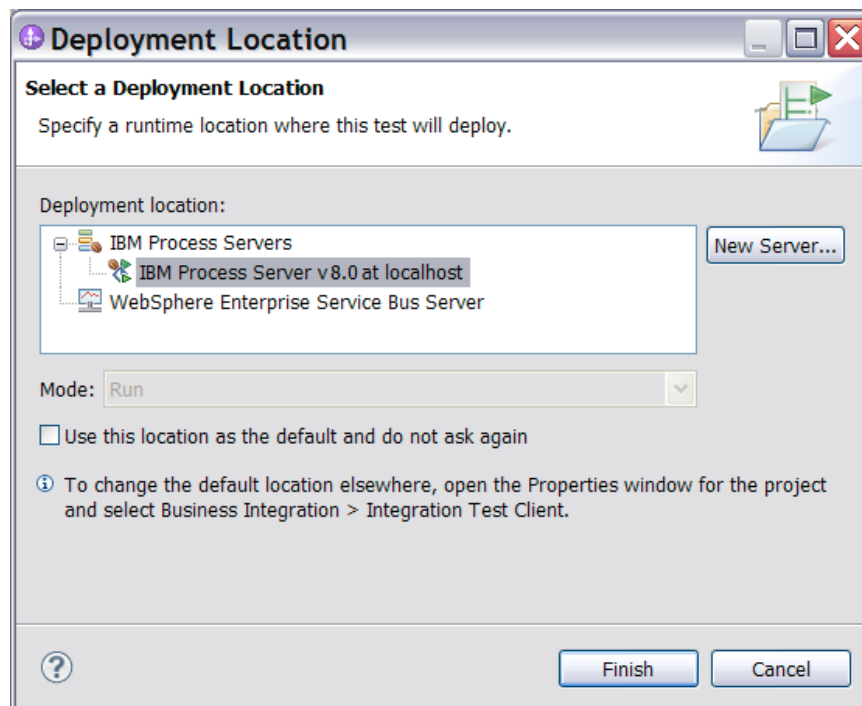 Deployment Location
Select a Deployment Location
Specify a runtime location where this test will deploy.
Deployment location:
IBM Process Servers
New Server...
IBM Process Server v8.0 at localhost
WebSphere Enterprise Service Bus Server
Mode: Run
Use this location as the default and do not ask again
To change the default location elsewhere, open the Properties window for the project
and select Business Integration > Integration Test Client.
Finish Cancel